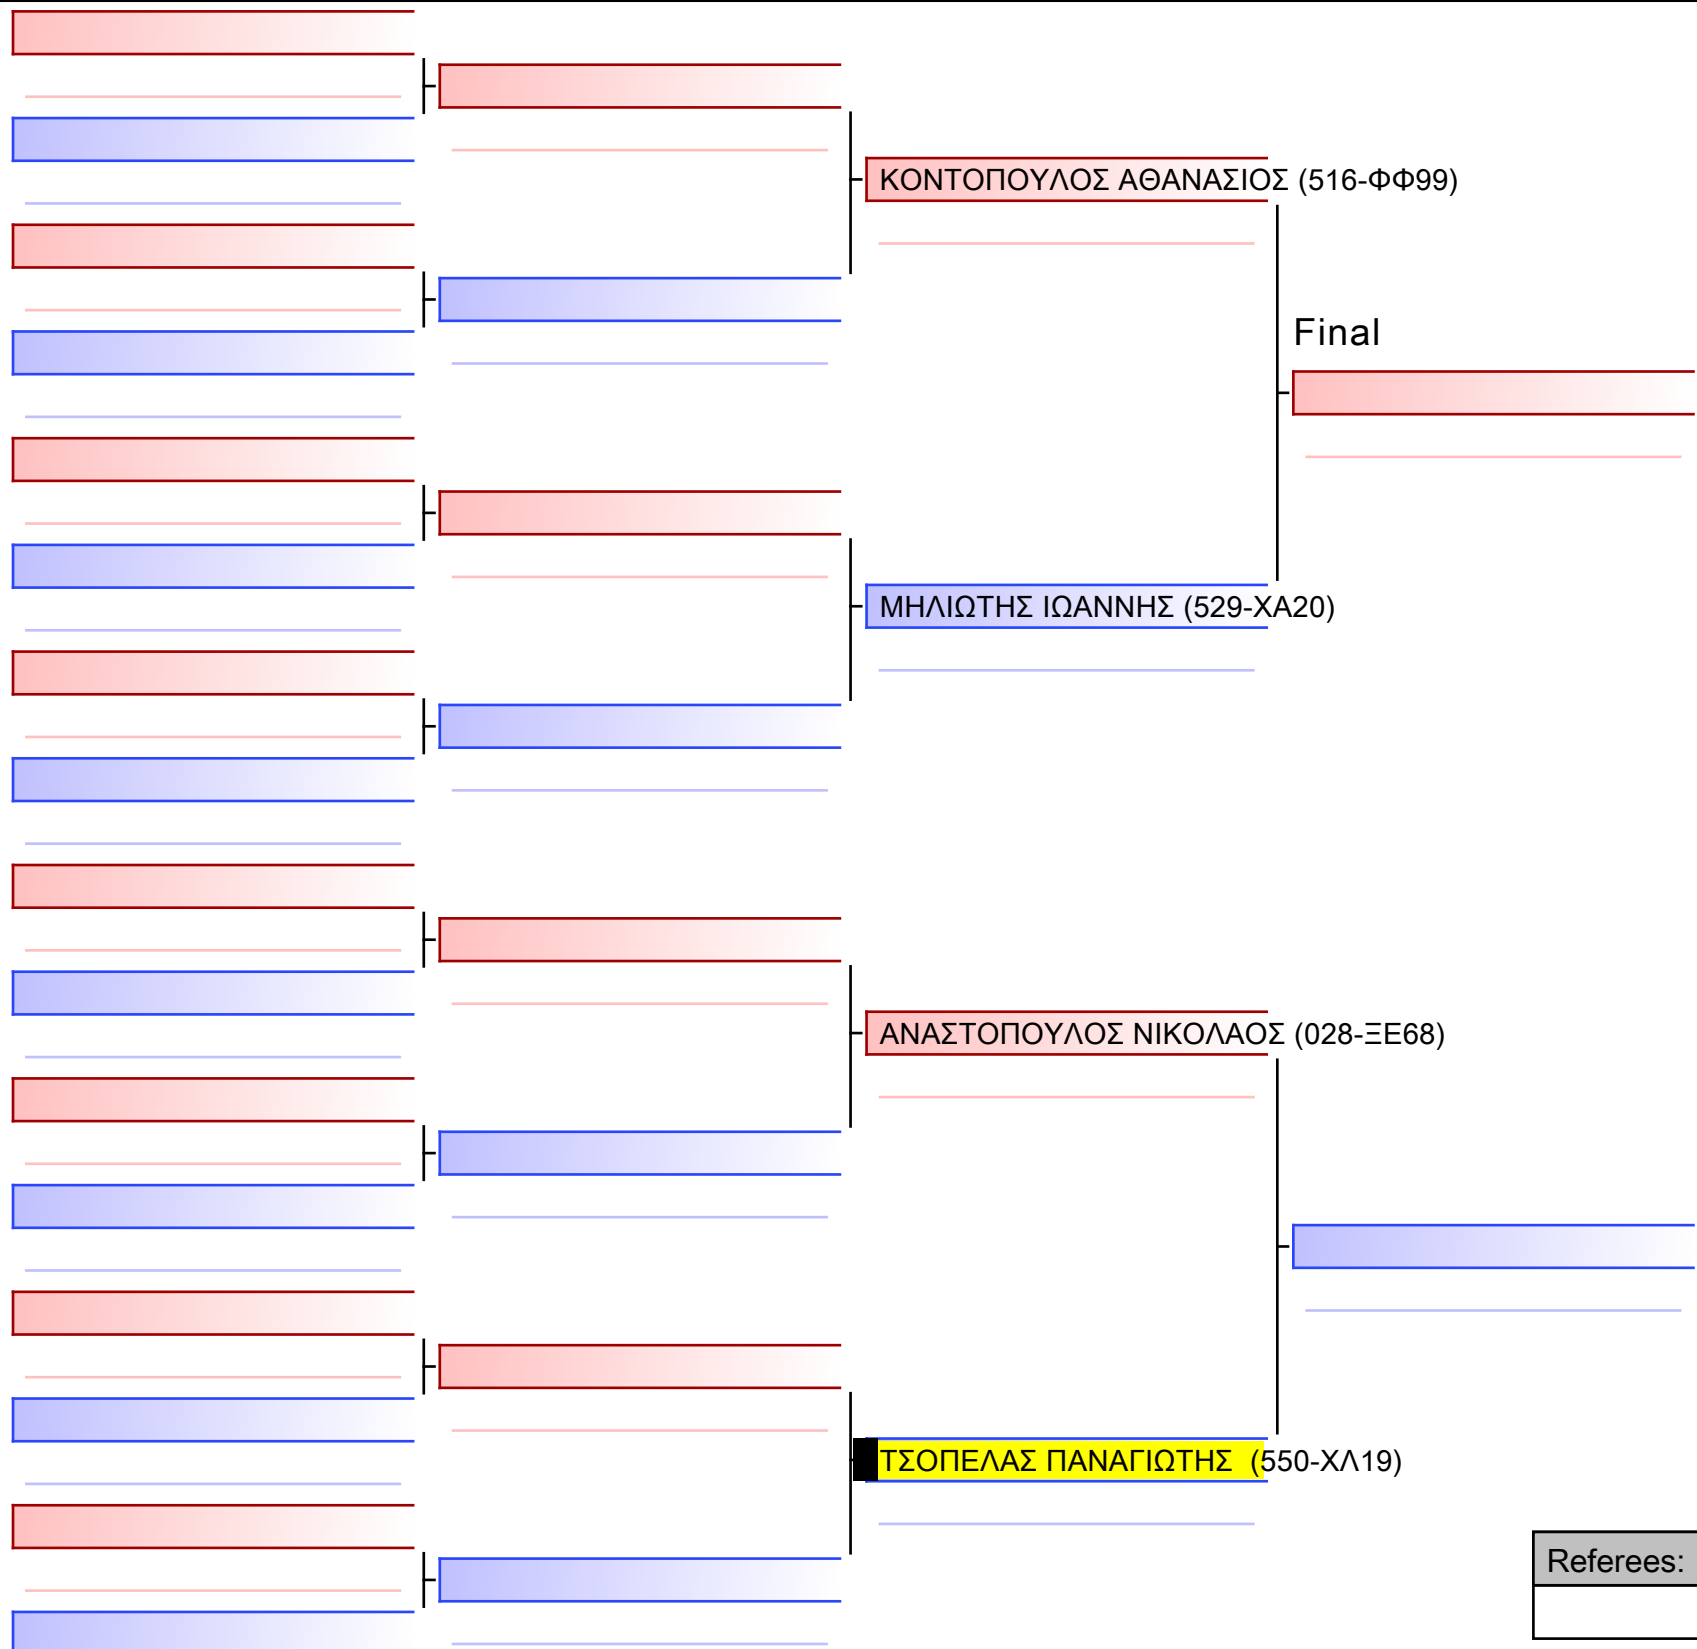 ΚΟΝΤΟΠΟΥΛΟΣ ΑΘΑΝΑΣΙΟΣ (516-ΦΦ99)
Final
ΜΗΛΙΩΤΗΣ ΙΩΑΝΝΗΣ (529-ΧΑ20)
ΑΝΑΣΤΟΠΟΥΛΟΣ ΝΙΚΟΛΑΟΣ (028-ΞΕ68)
ΤΣΟΠΕΛΑΣ ΠΑΝΑΓΙΩΤΗΣ (550-ΧΛ19)
Referees: